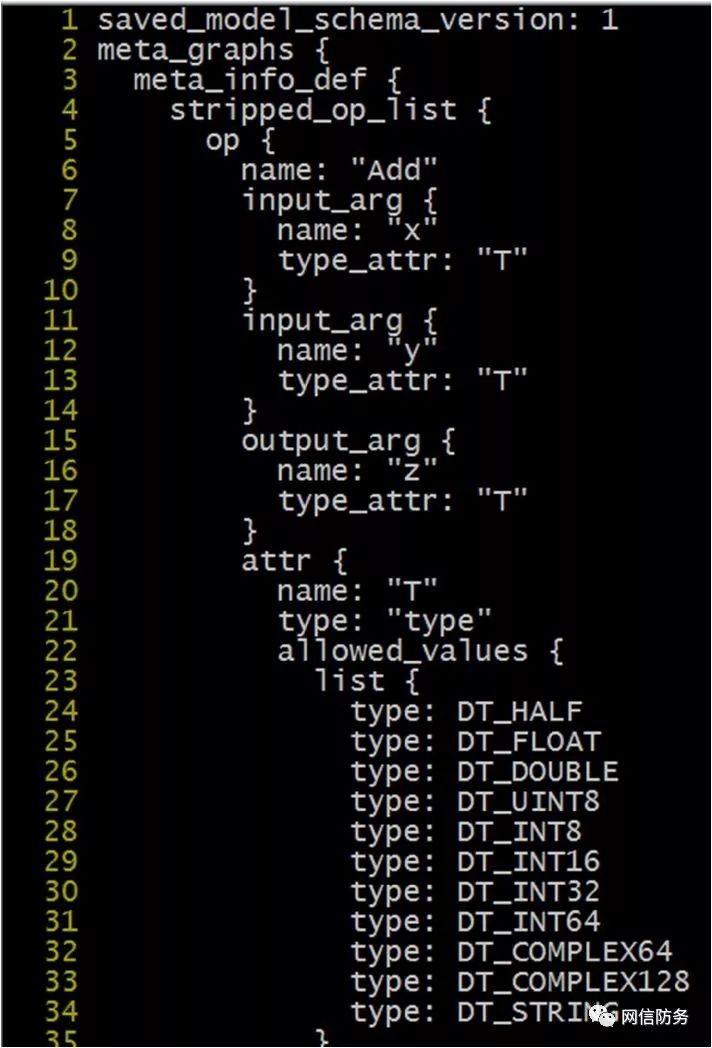 1 saved_model_schema_version: 1
2 meta_graphs {
3   meta_info_def {
4     stripped_op_list {
5       op {
6         name: "Add"
7         input_arg {
8           name: "x"
9           type_attr: "T"
10         }
11         input_arg {
12           name: "y"
13           type_attr: "T"
14         }
15         output_arg {
16           name: "z"
17           type_attr: "T"
18         }
19         attr {
20           name: "T"
21           type: "type"
22           allowed_values {
23             list {
24               type: DT_HALF
25               type: DT_FLOAT
26               type: DT_DOUBLE
27               type: DT_UINT8
28               type: DT_INT8
29               type: DT_INT16
30               type: DT_INT32
31               type: DT_INT64
32               type: DT_COMPLEX64
33               type: DT_COMPLEX128
34               type: DT_STRING 网信防务
35             }